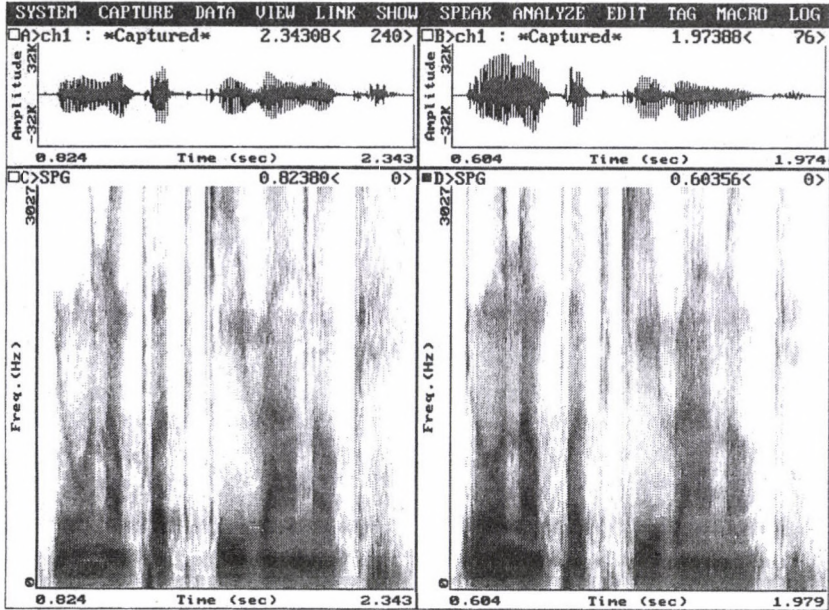 SYSTEM CAPTURE DATA VIEW LINK SHOW SPEAK ANALYZE EDIT TAG MACRO LOG
A>ch1 : *Captured* 2.34308< 240>
Amplitude
32K
-32K
0.824 Time (sec) 2.343
B>ch1 : *Captured* 1.97388< 76>
Amplitude
32K
-32K
0.604 Time (sec) 1.974
C>SPG 0.82380< 0>
Freq.(Hz)
3027
0
0.824 Time (sec) 2.343
D>SPG 0.60356< 0>
Freq.(Hz)
3027
0
0.604 Time (sec) 1.979